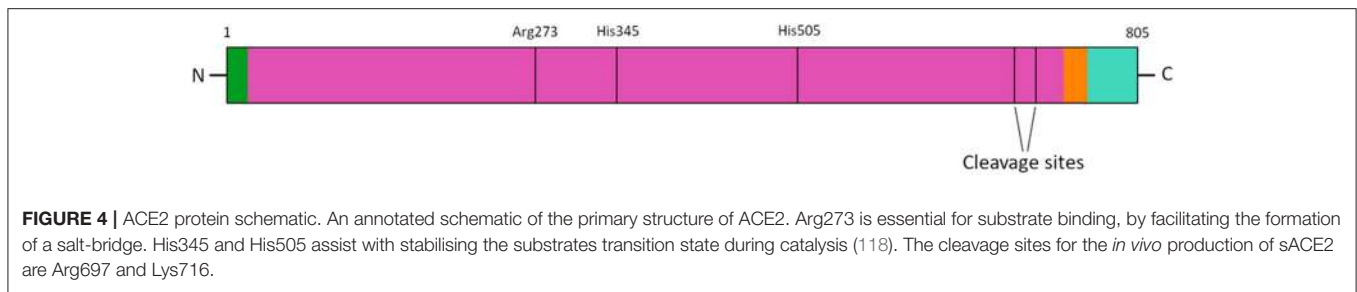 1 Arg273 His345 His505 805
N C
Cleavage sites
FIGURE 4 | ACE2 protein schematic. An annotated schematic of the primary structure of ACE2. Arg273 is essential for substrate binding, by facilitating the formation
of a salt-bridge. His345 and His505 assist with stabilising the substrates transition state during catalysis (118). The cleavage sites for the in vivo production of sACE2
are Arg697 and Lys716.